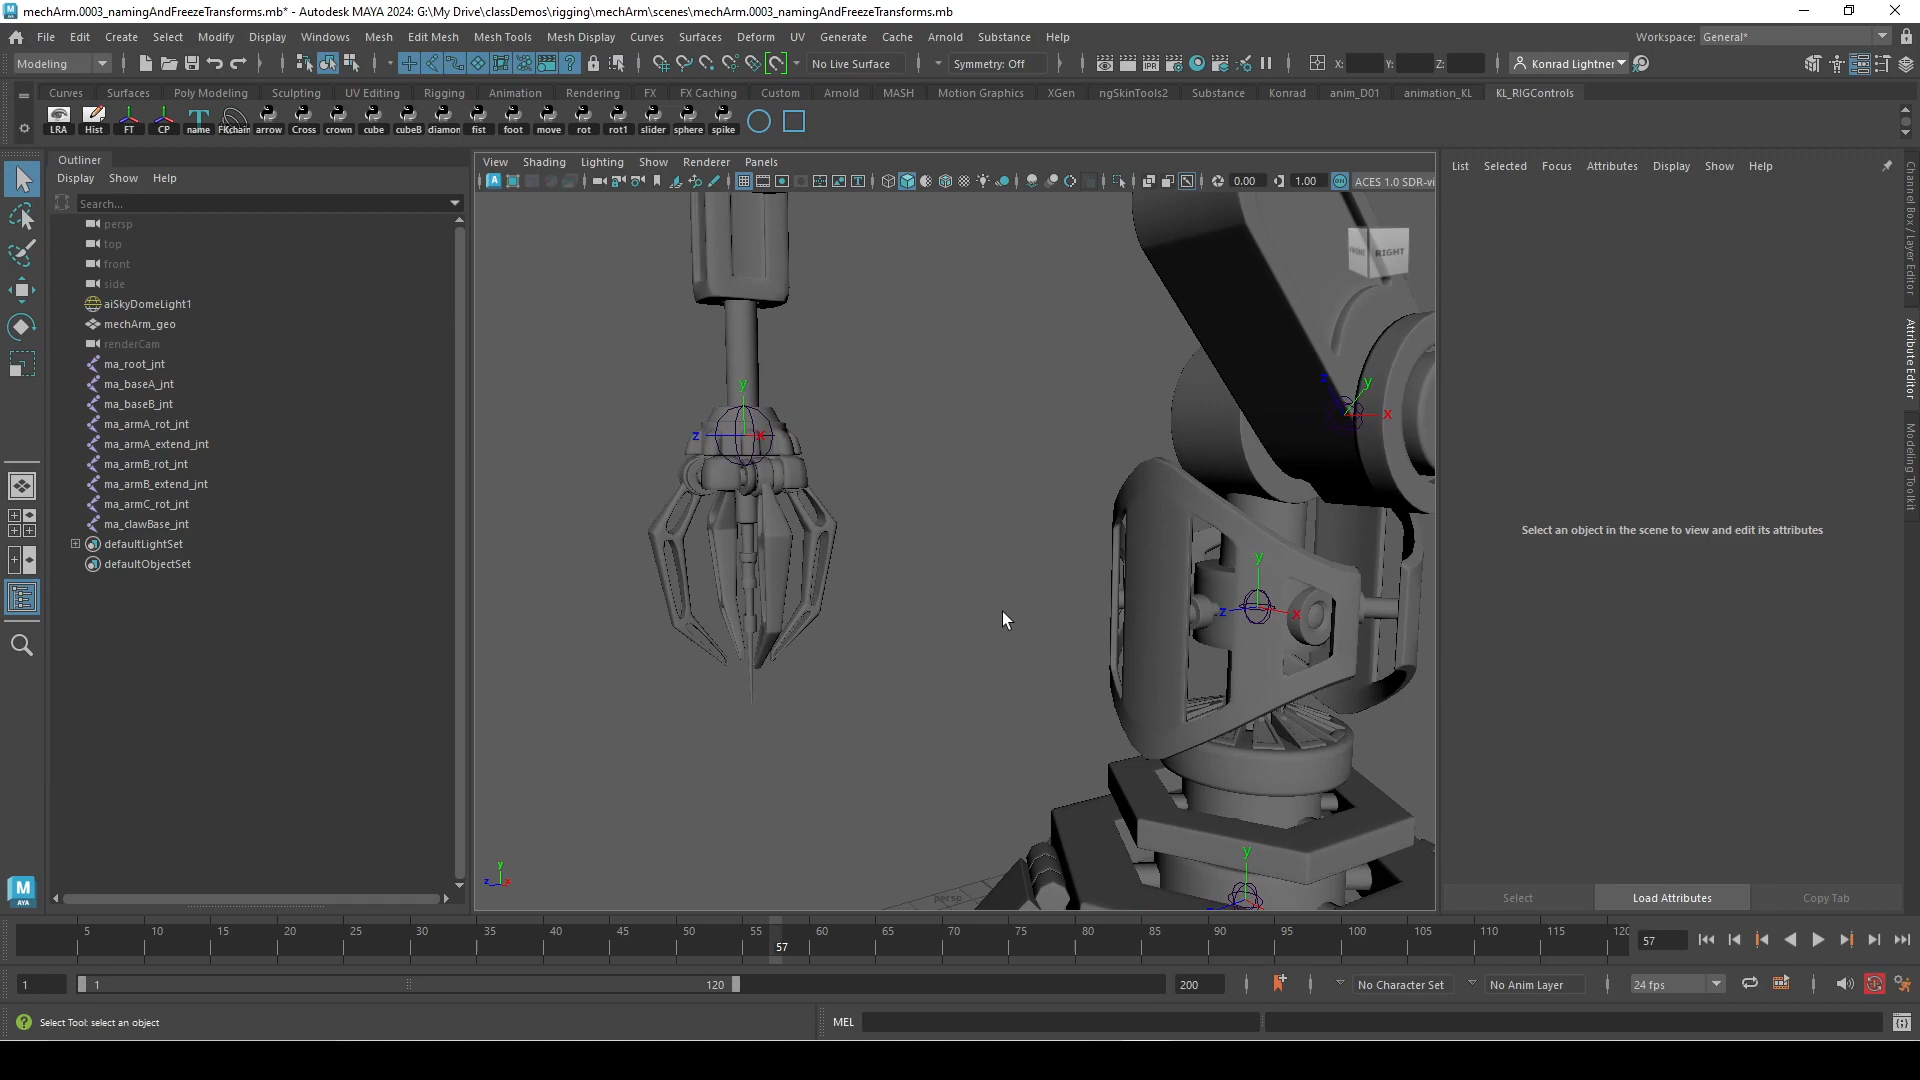 mechArm.0003_namingAndFreezeTransforms.mb* - Autodesk MAYA 2024: G:\My Drive\classDemos\rigging\mechArm\scenes\mechArm.0003_namingAndFreezeTransforms.mb
File Edit Create Select Modify Display Windows Mesh Edit Mesh Mesh Tools Mesh Display Curves Surfaces Deform UV Generate Cache Arnold Substance Help
Workspace: General*
Modeling
No Live Surface
Symmetry: Off
X: Y: Z:
Konrad Lightner
Curves Surfaces Poly Modeling Sculpting UV Editing Rigging Animation Rendering FX FX Caching Custom Arnold MASH Motion Graphics XGen ngSkinTools2 Substance Konrad anim_D01 animation_KL KL_RIGControls
LRA Hist FT CP name FKchain arrow Cross crown cube cubeB diamon fist foot move rot rot1 slider sphere spike
Outliner
Display Show Help
Search...
persp
top
front
side
aiSkyDomeLight1
mechArm_geo
renderCam
ma_root_jnt
ma_baseA_jnt
ma_baseB_jnt
ma_armA_rot_jnt
ma_armA_extend_jnt
ma_armB_rot_jnt
ma_armB_extend_jnt
ma_armC_rot_jnt
ma_clawBase_jnt
defaultLightSet
defaultObjectSet
View Shading Lighting Show Renderer Panels
0.00
1.00
ACES 1.0 SDR-vi
RIGHT
y
z x
z y
x
y
z x
y
y
z x
persp
List Selected Focus Attributes Display Show Help
Select an object in the scene to view and edit its attributes
Select Load Attributes Copy Tab
Channel Box / Layer Editor
Attribute Editor
Modeling Toolkit
5 10 15 20 25 30 35 40 45 50 55 60 65 70 75 80 85 90 95 100 105 110 115 120
57
57
1
1
120
200
No Character Set
No Anim Layer
24 fps
Select Tool: select an object
MEL